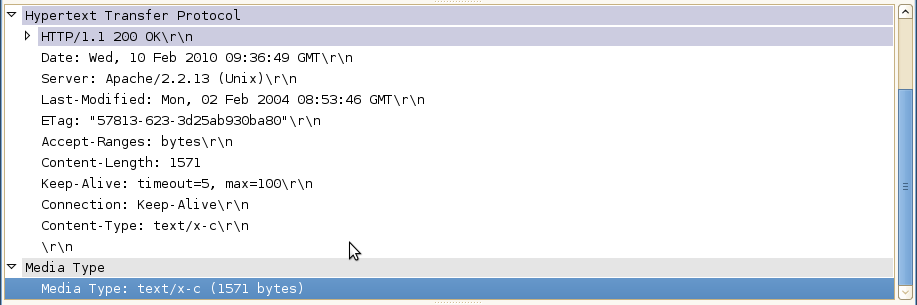 Hypertext Transfer Protocol
HTTP/1.1 200 OK\r\n
Date: Wed, 10 Feb 2010 09:36:49 GMT\r\n
Server: Apache/2.2.13 (Unix)\r\n
Last-Modified: Mon, 02 Feb 2004 08:53:46 GMT\r\n
ETag: "57813-623-3d25ab930ba80"\r\n
Accept-Ranges: bytes\r\n
Content-Length: 1571
Keep-Alive: timeout=5, max=100\r\n
Connection: Keep-Alive\r\n
Content-Type: text/x-c\r\n
\r\n
Media Type
Media Type: text/x-c (1571 bytes)